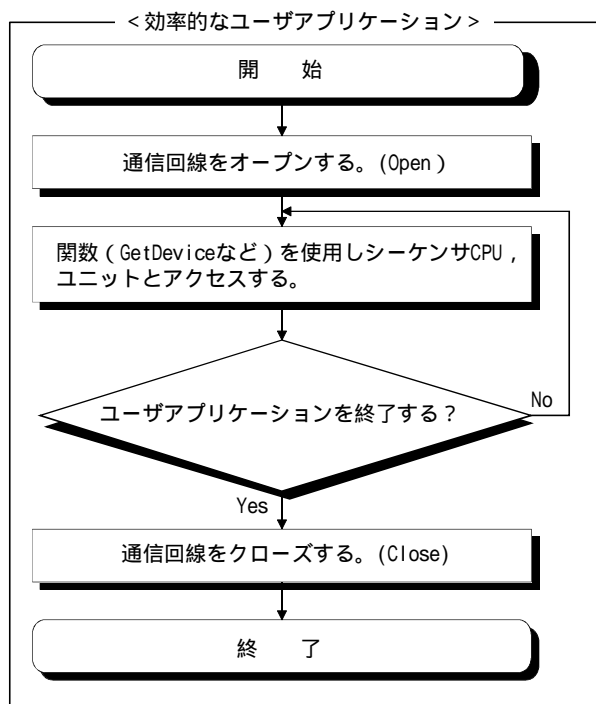 <効率的なユーザアプリケーション>
開 始
通信回線をオープンする。(Open)
関数(GetDeviceなど)を使用しシーケンサCPU,
ユニットとアクセスする。
ユーザアプリケーションを終了する?
No
Yes
通信回線をクローズする。(Close)
終 了